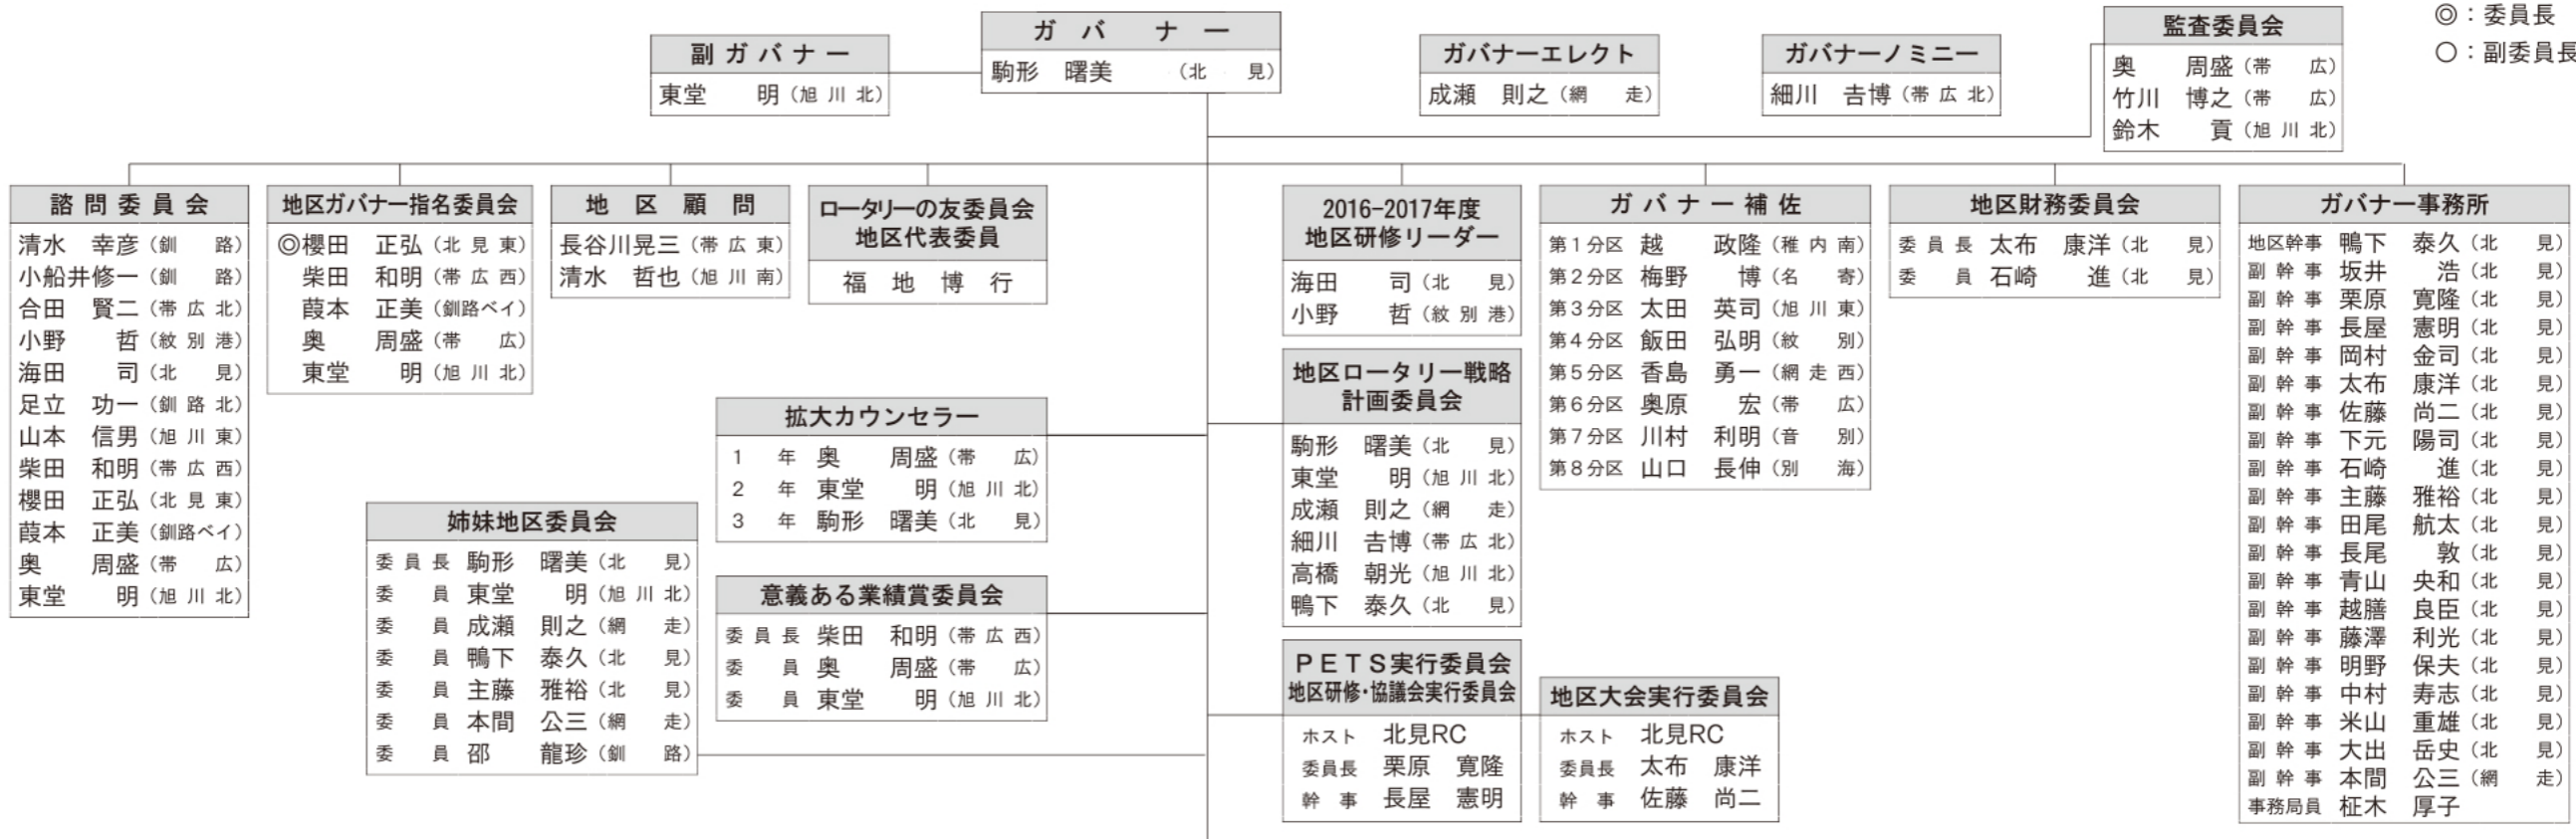 ◎：委員長
○：副委員長
ガバナー
駒形 曙美（北 見）
副ガバナー
東堂 明（旭川北）
ガバナーエレクト
成瀬 則之（網 走）
ガバナーノミニー
細川 吉博（帯広北）
監査委員会
奥 周盛（帯 広）
竹川 博之（帯 広）
鈴木 貢（旭川北）
諮問委員会
清水 幸彦（釧 路）
小船井修一（釧 路）
合田 賢二（帯広北）
小野 哲（紋別港）
海田 司（北 見）
足立 功一（釧路北）
山本 信男（旭川東）
柴田 和明（帯広西）
櫻田 正弘（北見東）
葭本 正美（釧路ベイ）
奥 周盛（帯 広）
東堂 明（旭川北）
地区ガバナー指名委員会
◎櫻田 正弘（北見東）
柴田 和明（帯広西）
葭本 正美（釧路ベイ）
奥 周盛（帯 広）
東堂 明（旭川北）
地区顧問
長谷川晃三（帯広東）
清水 哲也（旭川南）
ロータリーの友委員会
地区代表委員
福地博行
2016-2017年度
地区研修リーダー
海田 司（北 見）
小野 哲（紋別港）
ガバナー補佐
第1分区 越 政隆（稚内南）
第2分区 梅野 博（名 寄）
第3分区 太田 英司（旭川東）
第4分区 飯田 弘明（紋 別）
第5分区 香島 勇一（網走西）
第6分区 奥原 宏（帯 広）
第7分区 川村 利明（音 別）
第8分区 山口 長伸（別 海）
地区財務委員会
委員長 太布 康洋（北 見）
委員 石崎 進（北 見）
ガバナー事務所
地区幹事 鴨下 泰久（北 見）
副幹事 坂井 浩（北 見）
副幹事 栗原 寛隆（北 見）
副幹事 長屋 憲明（北 見）
副幹事 岡村 金司（北 見）
副幹事 太布 康洋（北 見）
副幹事 佐藤 尚二（北 見）
副幹事 下元 陽司（北 見）
副幹事 石崎 進（北 見）
副幹事 主藤 雅裕（北 見）
副幹事 田尾 航太（北 見）
副幹事 長尾 敦（北 見）
副幹事 青山 央和（北 見）
副幹事 越膳 良臣（北 見）
副幹事 藤澤 利光（北 見）
副幹事 明野 保夫（北 見）
副幹事 中村 寿志（北 見）
副幹事 米山 重雄（北 見）
副幹事 大出 岳史（北 見）
副幹事 本間 公三（網 走）
事務局員 柾木 厚子
拡大カウンセラー
1年 奥 周盛（帯 広）
2年 東堂 明（旭川北）
3年 駒形 曙美（北 見）
地区ロータリー戦略
計画委員会
駒形 曙美（北 見）
東堂 明（旭川北）
成瀬 則之（網 走）
細川 吉博（帯広北）
高橋 朝光（旭川北）
鴨下 泰久（北 見）
姉妹地区委員会
委員長 駒形 曙美（北 見）
委員 東堂 明（旭川北）
委員 成瀬 則之（網 走）
委員 鴨下 泰久（北 見）
委員 主藤 雅裕（北 見）
委員 本間 公三（網 走）
委員 邵 龍珍（釧 路）
意義ある業績賞委員会
委員長 柴田 和明（帯広西）
委員 奥 周盛（帯 広）
委員 東堂 明（旭川北）
ＰＥＴＳ実行委員会
地区研修・協議会実行委員会
ホスト 北見RC
委員長 栗原 寛隆
幹事 長屋 憲明
地区大会実行委員会
ホスト 北見RC
委員長 太布 康洋
幹事 佐藤 尚二